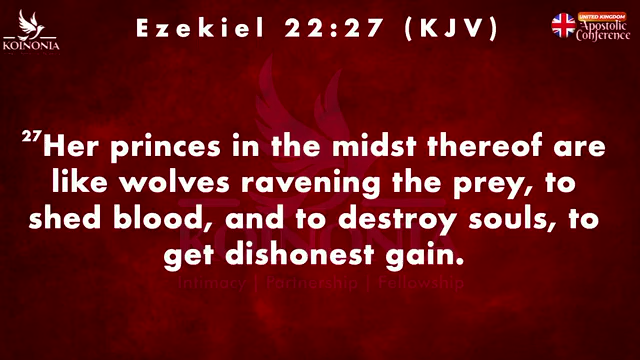 Ezekiel 22:27 (KJV)
KOINONIA
UNITED KINGDOM
Apostolic
Conference
27Her princes in the midst thereof are
like wolves ravening the prey, to
shed blood, and to destroy souls, to
get dishonest gain.
KOINONIA
Intimacy | Partnership | Fellowship